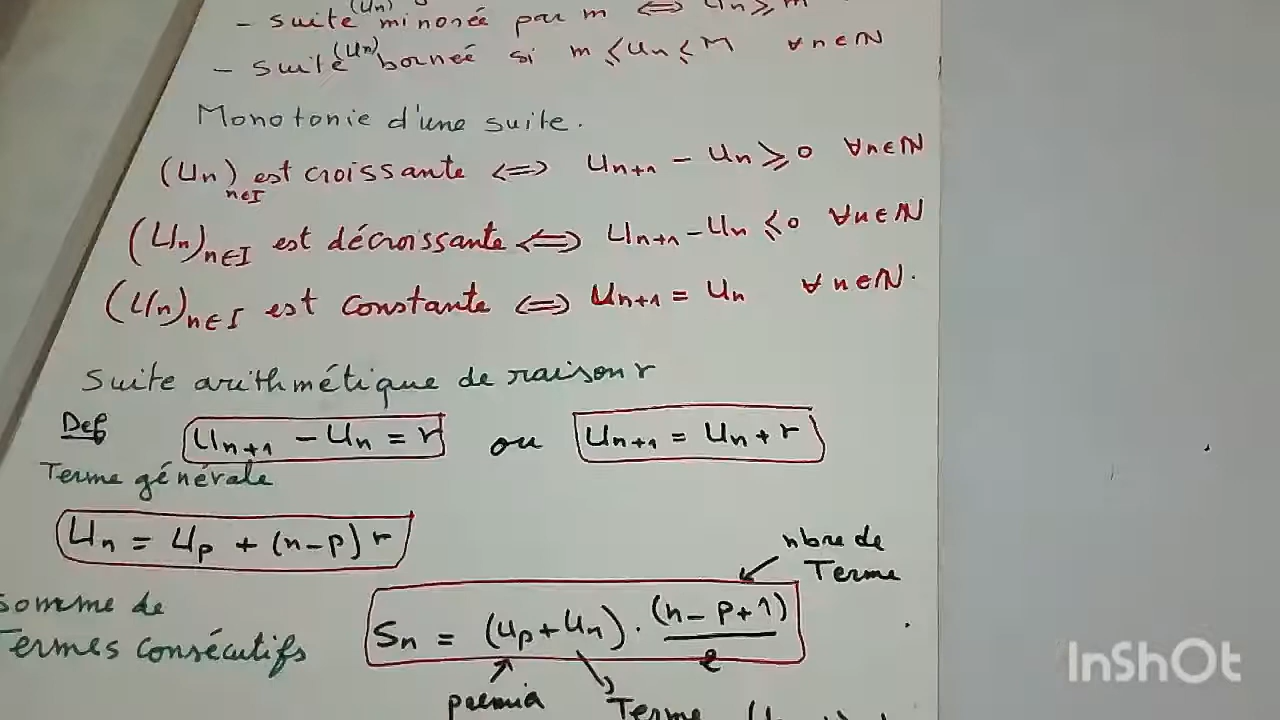 - suite (Un) minorée par m ⟺ Un ⩾ m
- suite (Un) bornée si m ⩽ Un ⩽ M ∀n∈ℕ
Monotonie d'une suite.
(Un)n∈I est croissante ⟺ Un+1 - Un ⩾ 0 ∀n∈ℕ
(Un)n∈I est décroissante ⟺ Un+1 - Un ⩽ 0 ∀n∈ℕ
(Un)n∈I est constante ⟺ Un+1 = Un ∀n∈ℕ.
Suite arithmétique de raison r
Def Un+1 - Un = r ou Un+1 = Un + r
Terme générale
Un = Up + (n-p) r
nbre de
Terme
somme de
Termes consécutifs
Sn = (Up + Un) . (n - p + 1) / 2
premier
Terme
InShOt